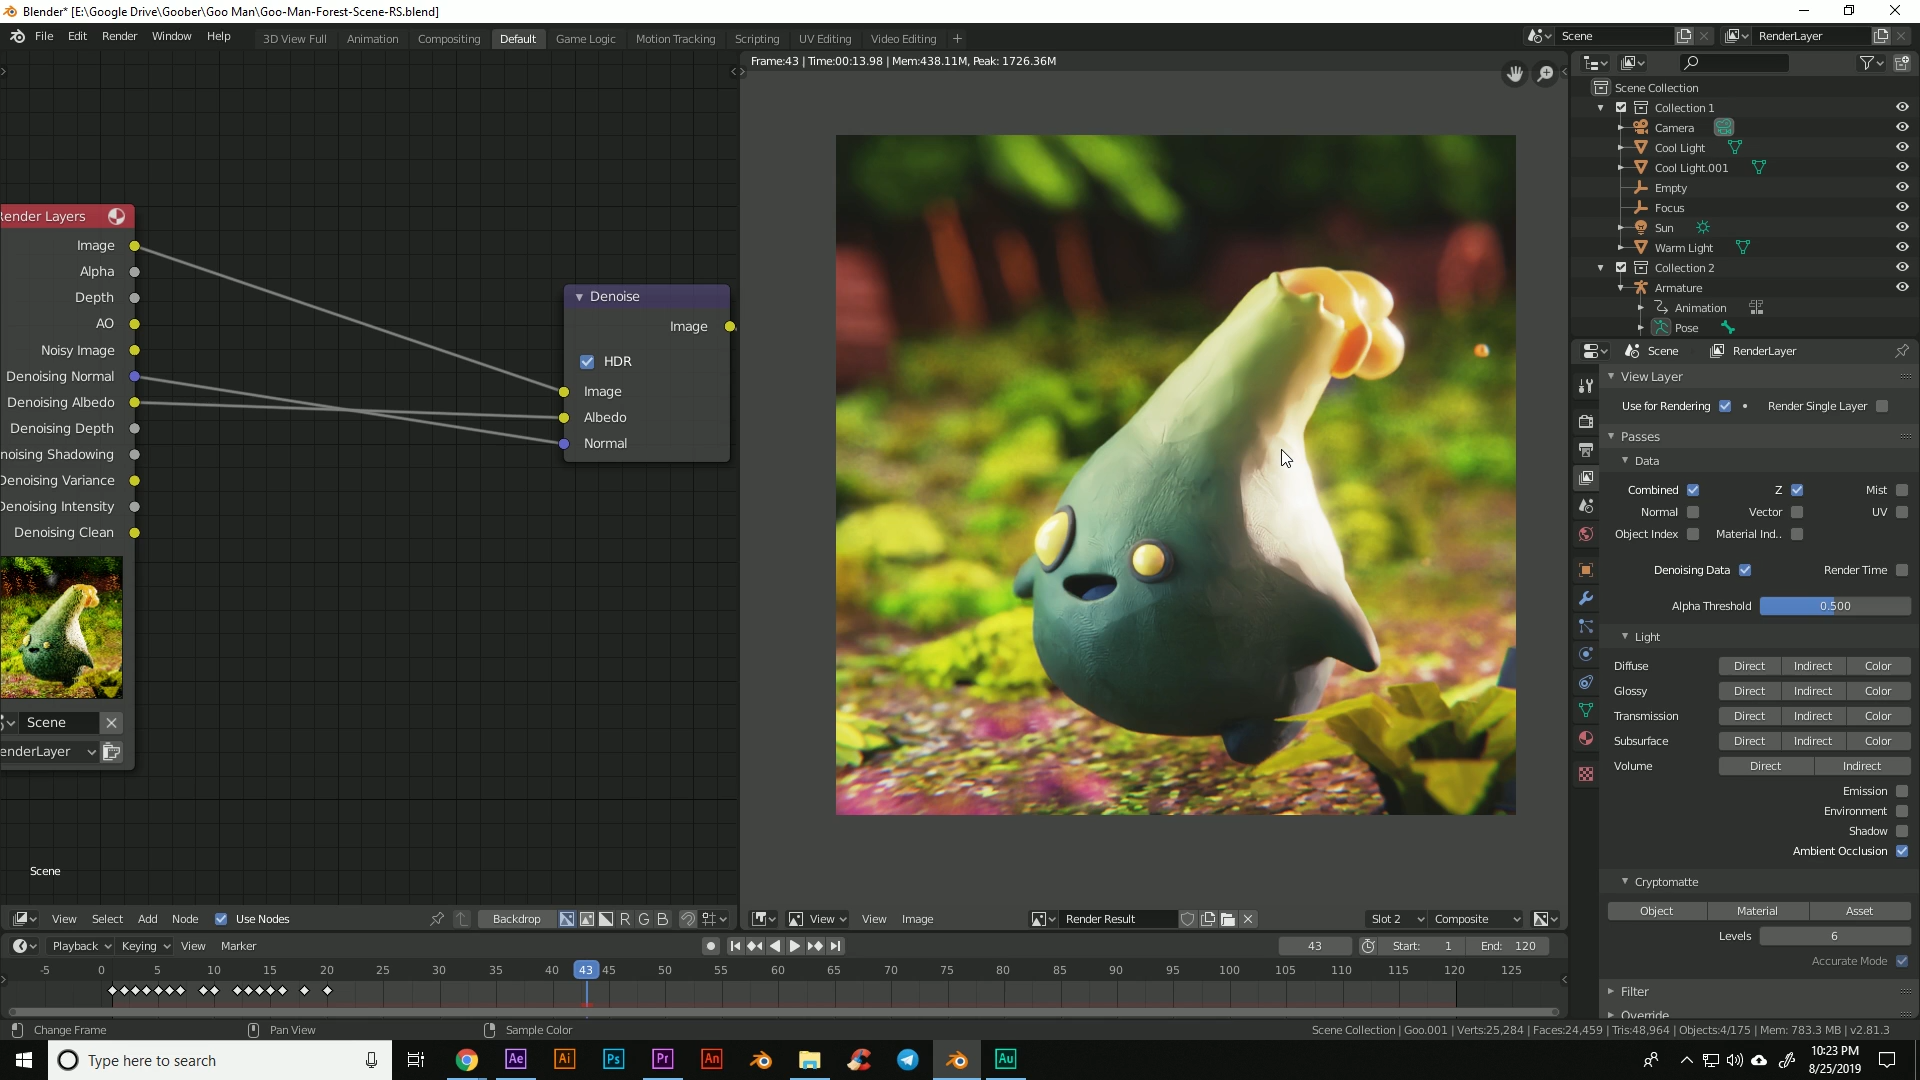 Blender* [E:\Google Drive\Goober\Goo Man\Goo-Man-Forest-Scene-RS.blend]
File Edit Render Window Help
3D View Full Animation Compositing Default Game Logic Motion Tracking Scripting UV Editing Video Editing +
Scene
RenderLayer
Frame:43 | Time:00:13.98 | Mem:438.11M, Peak: 1726.36M
Render Layers
Image
Alpha
Depth
AO
Noisy Image
Denoising Normal
Denoising Albedo
Denoising Depth
noising Shadowing
Denoising Variance
Denoising Intensity
Denoising Clean
Scene
enderLayer
Denoise
Image
HDR
Image
Albedo
Normal
Scene
View Select Add Node Use Nodes
Backdrop
R G B
View View Image
Render Result
Slot 2
Composite
Scene Collection
Collection 1
Camera
Cool Light
Cool Light.001
Empty
Focus
Sun
Warm Light
Collection 2
Armature
Animation
Pose
Scene RenderLayer
View Layer
Use for Rendering Render Single Layer
Passes
Data
Combined Z Mist
Normal Vector UV
Object Index Material Ind..
Denoising Data Render Time
Alpha Threshold 0.500
Light
Diffuse Direct Indirect Color
Glossy Direct Indirect Color
Transmission Direct Indirect Color
Subsurface Direct Indirect Color
Volume Direct Indirect
Emission
Environment
Shadow
Ambient Occlusion
Cryptomatte
Object Material Asset
Levels 6
Accurate Mode
Filter
Override
Playback Keying View Marker
43
Start: 1 End: 120
-5 0 5 10 15 20 25 30 35 40 43 45 50 55 60 65 70 75 80 85 90 95 100 105 110 115 120 125
Change Frame Pan View Sample Color
Scene Collection | Goo.001 | Verts:25,284 | Faces:24,459 | Tris:48,964 | Objects:4/175 | Mem: 783.3 MB | v2.81.3
Type here to search
Ae Ai Ps Pr An Au
10:23 PM
8/25/2019